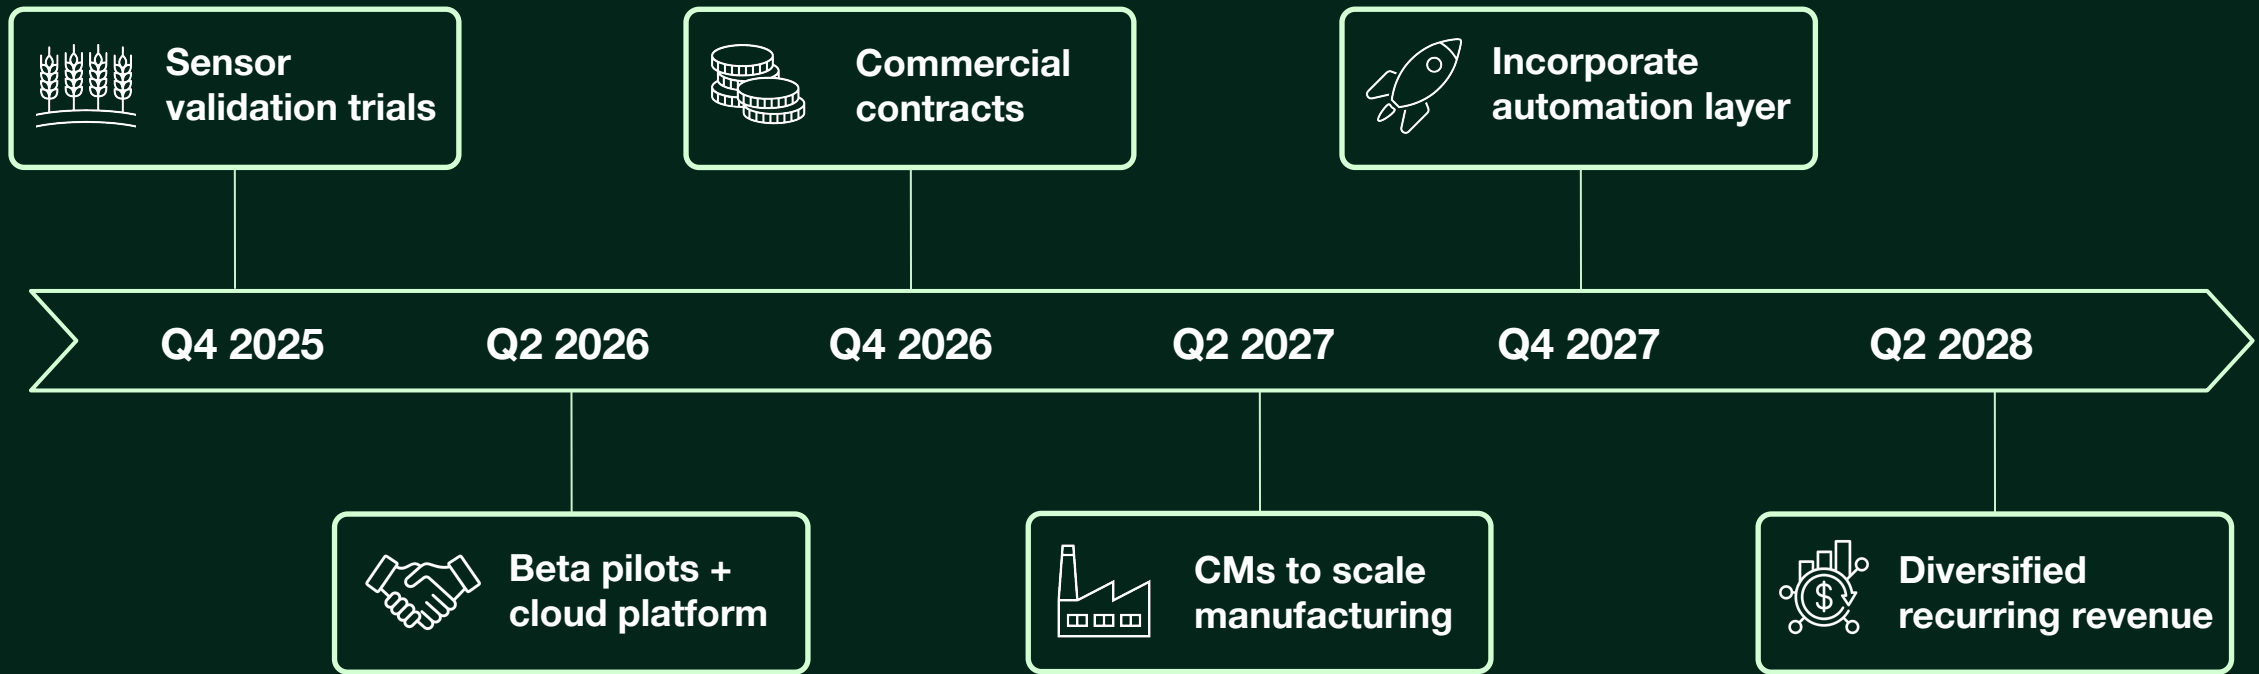 Sensor
validation trials
Commercial
contracts
Incorporate
automation layer
Q4 2025
Q2 2026
Q4 2026
Q2 2027
Q4 2027
Q2 2028
Beta pilots +
cloud platform
CMs to scale
manufacturing
$
Diversified
recurring revenue